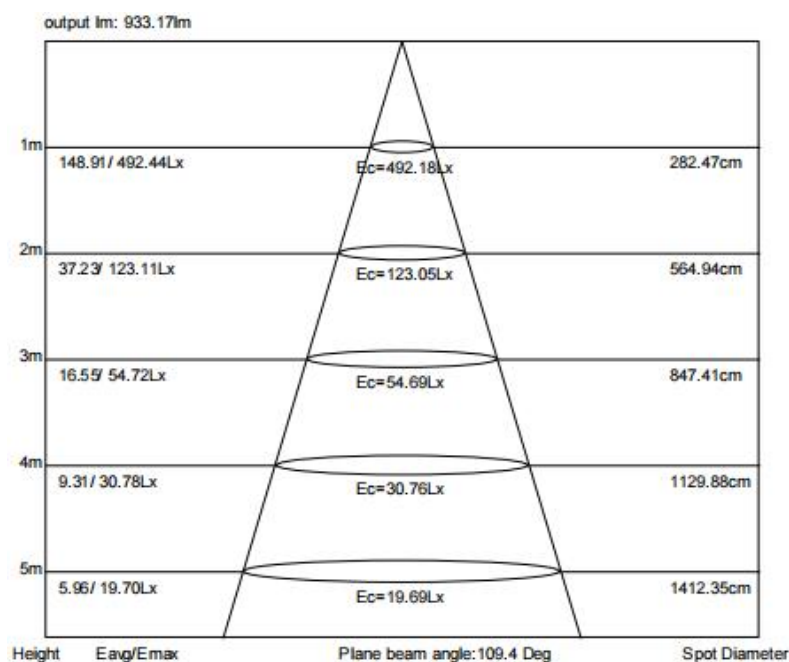 output lm: 933.17lm
1m
148.91/ 492.44Lx
Ec=492.18Lx
282.47cm
2m
37.23/ 123.11Lx
Ec=123.05Lx
564.94cm
3m
16.55/ 54.72Lx
Ec=54.69Lx
847.41cm
4m
9.31/ 30.78Lx
Ec=30.76Lx
1129.88cm
5m
5.96/ 19.70Lx
Ec=19.69Lx
1412.35cm
Height Eavg/Emax Plane beam angle:109.4 Deg Spot Diameter